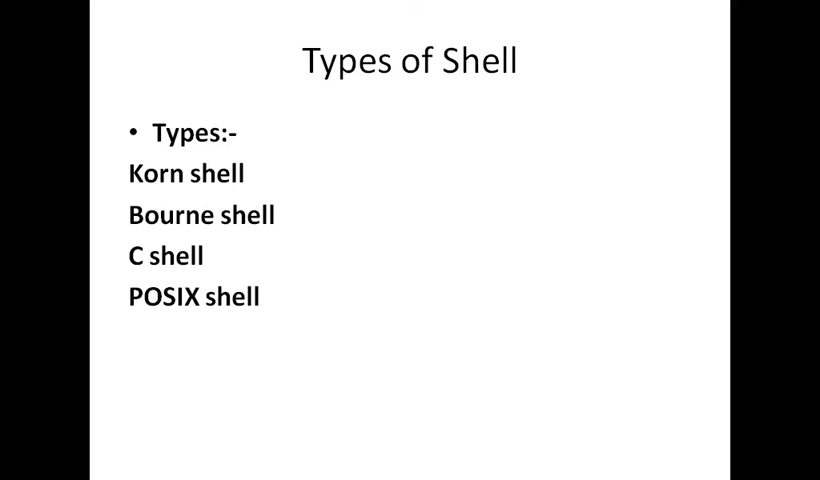 Types of Shell
• Types:-
Korn shell
Bourne shell
C shell
POSIX shell